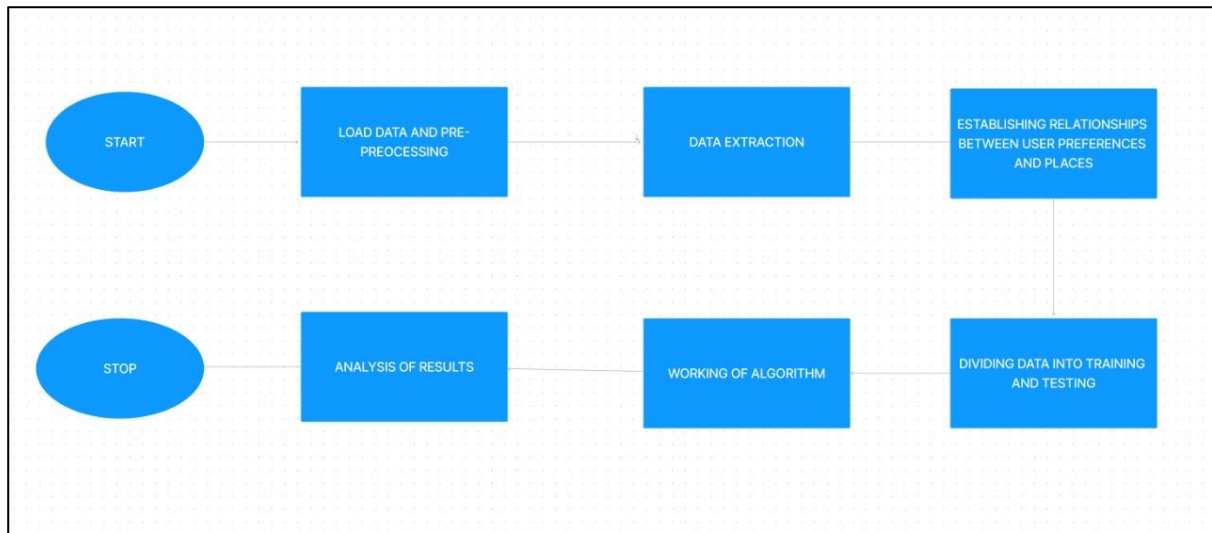 START
LOAD DATA AND PRE-
PREOCESSING
DATA EXTRACTION
ESTABLISHING RELATIONSHIPS
BETWEEN USER PREFERENCES
AND PLACES
STOP
ANALYSIS OF RESULTS
WORKING OF ALGORITHM
DIVIDING DATA INTO TRAINING
AND TESTING